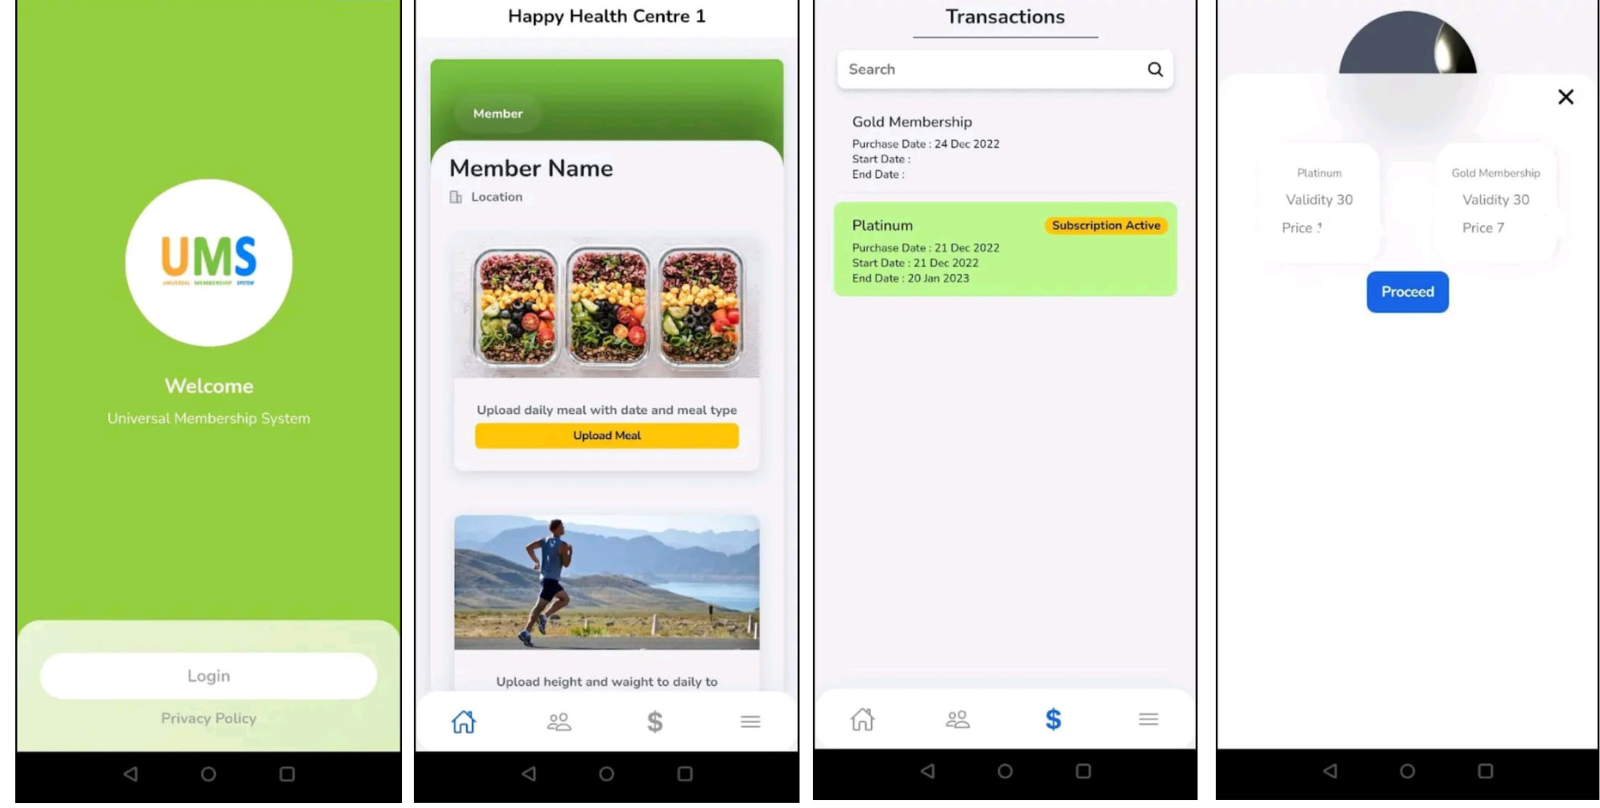 UMS
UNIVERSAL MEMBERSHIP SYSTEM
Welcome
Universal Membership System
Login
Privacy Policy
Happy Health Centre 1
Member
Member Name
Location
Upload daily meal with date and meal type
Upload Meal
Upload height and waight to daily to
$
Transactions
Search
Gold Membership
Purchase Date : 24 Dec 2022
Start Date :
End Date :
Platinum
Subscription Active
Purchase Date : 21 Dec 2022
Start Date : 21 Dec 2022
End Date : 20 Jan 2023
$
Platinum
Validity 30
Price
Gold Membership
Validity 30
Price 7
Proceed